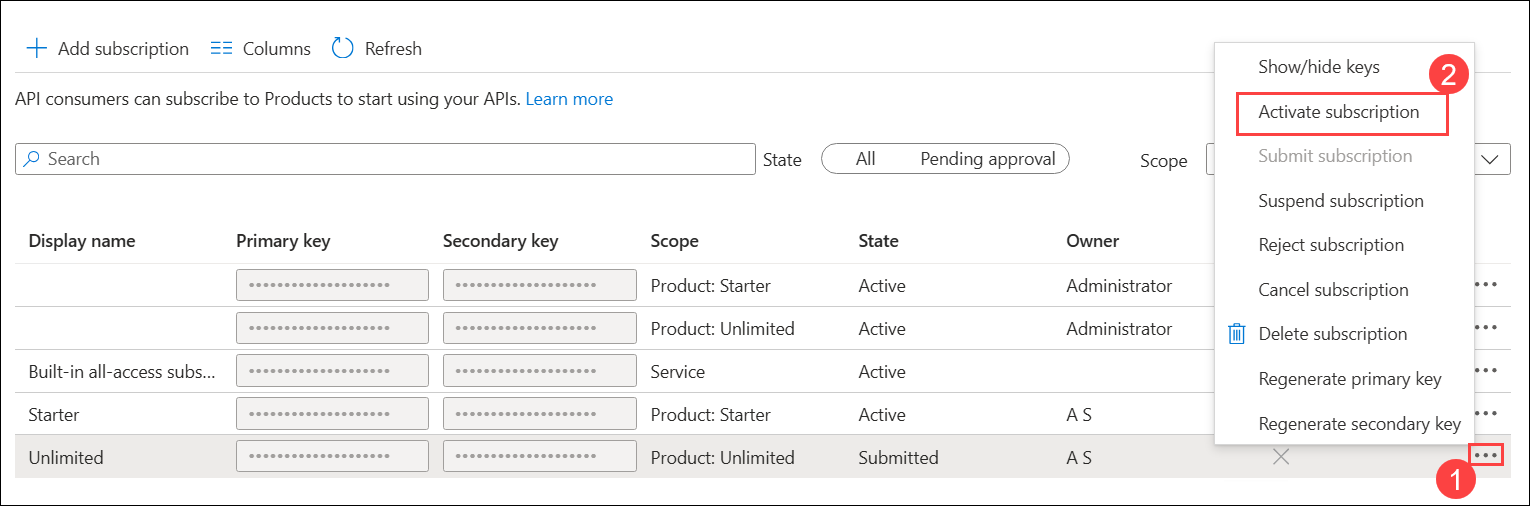 Add subscription Columns Refresh
API consumers can subscribe to Products to start using your APIs. Learn more
Search State All Pending approval Scope
Display name Primary key Secondary key Scope State Owner
•••••••••••••••••••• •••••••••••••••••••• Product: Starter Active Administrator ...
•••••••••••••••••••• •••••••••••••••••••• Product: Unlimited Active Administrator ...
Built-in all-access subs... •••••••••••••••••••• •••••••••••••••••••• Service Active ...
Starter •••••••••••••••••••• •••••••••••••••••••• Product: Starter Active A S ...
Unlimited •••••••••••••••••••• •••••••••••••••••••• Product: Unlimited Submitted A S ...
1
Show/hide keys
2
Activate subscription
Submit subscription
Suspend subscription
Reject subscription
Cancel subscription
Delete subscription
Regenerate primary key
Regenerate secondary key